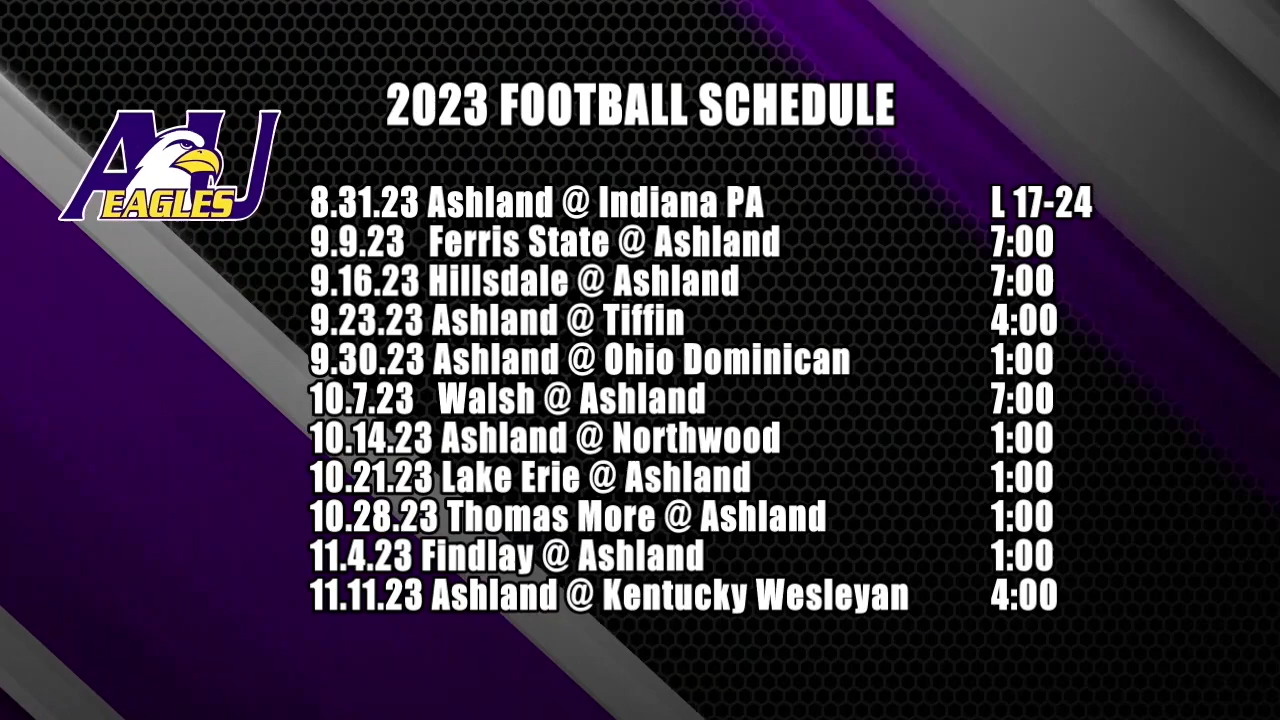 2023 FOOTBALL SCHEDULE
AU
EAGLES
8.31.23 Ashland @ Indiana PA L 17-24
9.9.23 Ferris State @ Ashland 7:00
9.16.23 Hillsdale @ Ashland 7:00
9.23.23 Ashland @ Tiffin 4:00
9.30.23 Ashland @ Ohio Dominican 1:00
10.7.23 Walsh @ Ashland 7:00
10.14.23 Ashland @ Northwood 1:00
10.21.23 Lake Erie @ Ashland 1:00
10.28.23 Thomas More @ Ashland 1:00
11.4.23 Findlay @ Ashland 1:00
11.11.23 Ashland @ Kentucky Wesleyan 4:00